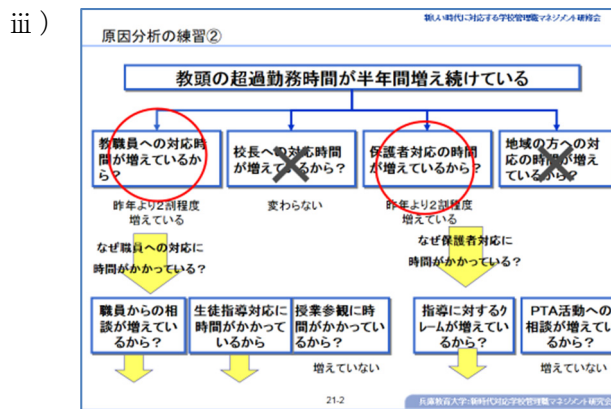 iii）
新しい時代に対応する学校管理職マネジメント研修会
原因分析の練習②
教頭の超過勤務時間が半年間増え続けている
教職員への対応時
間が増えているか
ら？
校長への対応時間
が増えているから？
保護者対応の時間
が増えているから？
地域の方への対
応の時間が増え
ているから？
昨年より2割程度
増えている
変わらない
昨年より2割程度
増えている
なぜ職員への対応に
時間がかかっている？
なぜ保護者対応に
時間がかかっている？
職員からの相
談が増えてい
るから？
生徒指導対応に
時間がかかって
いるから
授業参観に時
間がかかってい
るから？
指導に対するク
レームが増えてい
るから？
PTA活動への
相談が増えてい
るから？
増えていない
増えていない
21-2
兵庫教育大学:新時代対応学校管理職マネジメント研究会